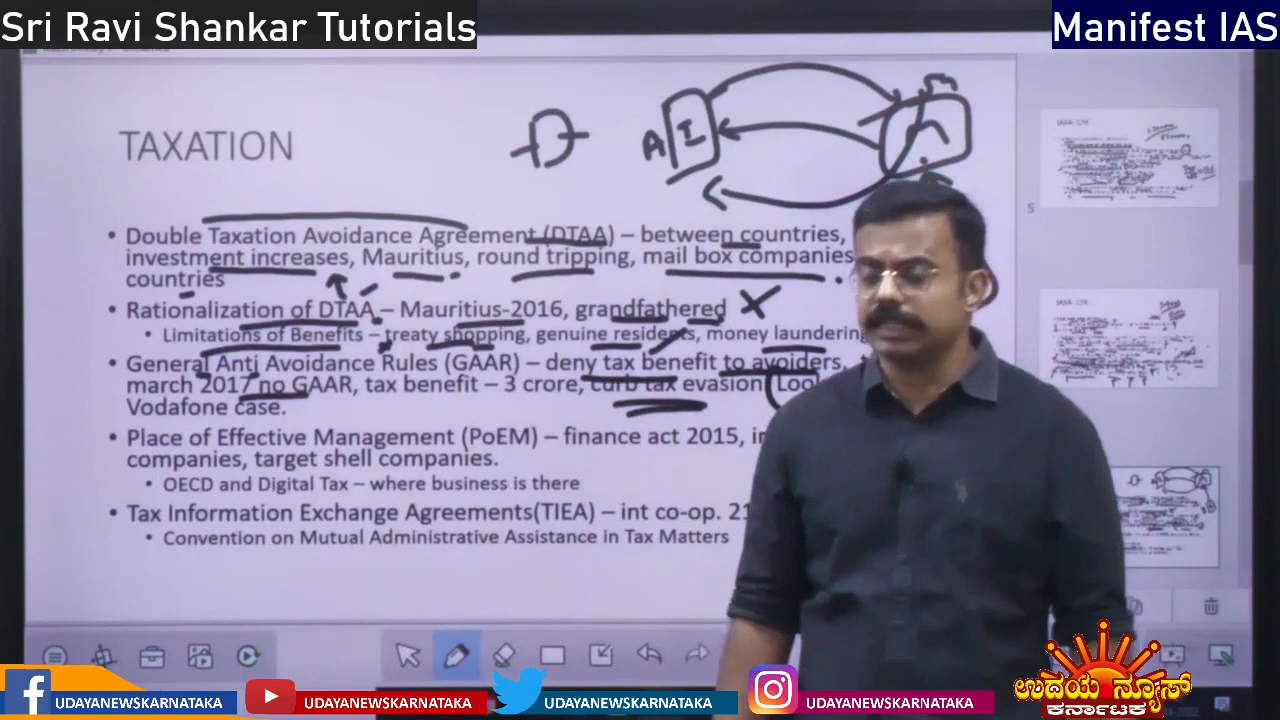 Sri Ravi Shankar Tutorials
Manifest IAS
TAXATION
A
I
• Double Taxation Avoidance Agreement (DTAA) – between countries,
investment increases, Mauritius, round tripping, mail box companies
countries
• Rationalization of DTAA – Mauritius-2016, grandfathered
• Limitations of Benefits – treaty shopping, genuine residents, money laundering
• General Anti Avoidance Rules (GAAR) – deny tax benefit to avoiders,
march 2017 no GAAR, tax benefit – 3 crore, curb tax evasion
Vodafone case.
• Place of Effective Management (PoEM) – finance act 2015,
companies, target shell companies.
• OECD and Digital Tax – where business is there
• Tax Information Exchange Agreements(TIEA) – int co-op. 21
• Convention on Mutual Administrative Assistance in Tax Matters
UDAYANEWSKARNATAKA
UDAYANEWSKARNATAKA
UDAYANEWSKARNATAKA
UDAYANEWSKARNATAKA
ಉದಯ ನ್ಯೂಸ್
ಕರ್ನಾಟಕ